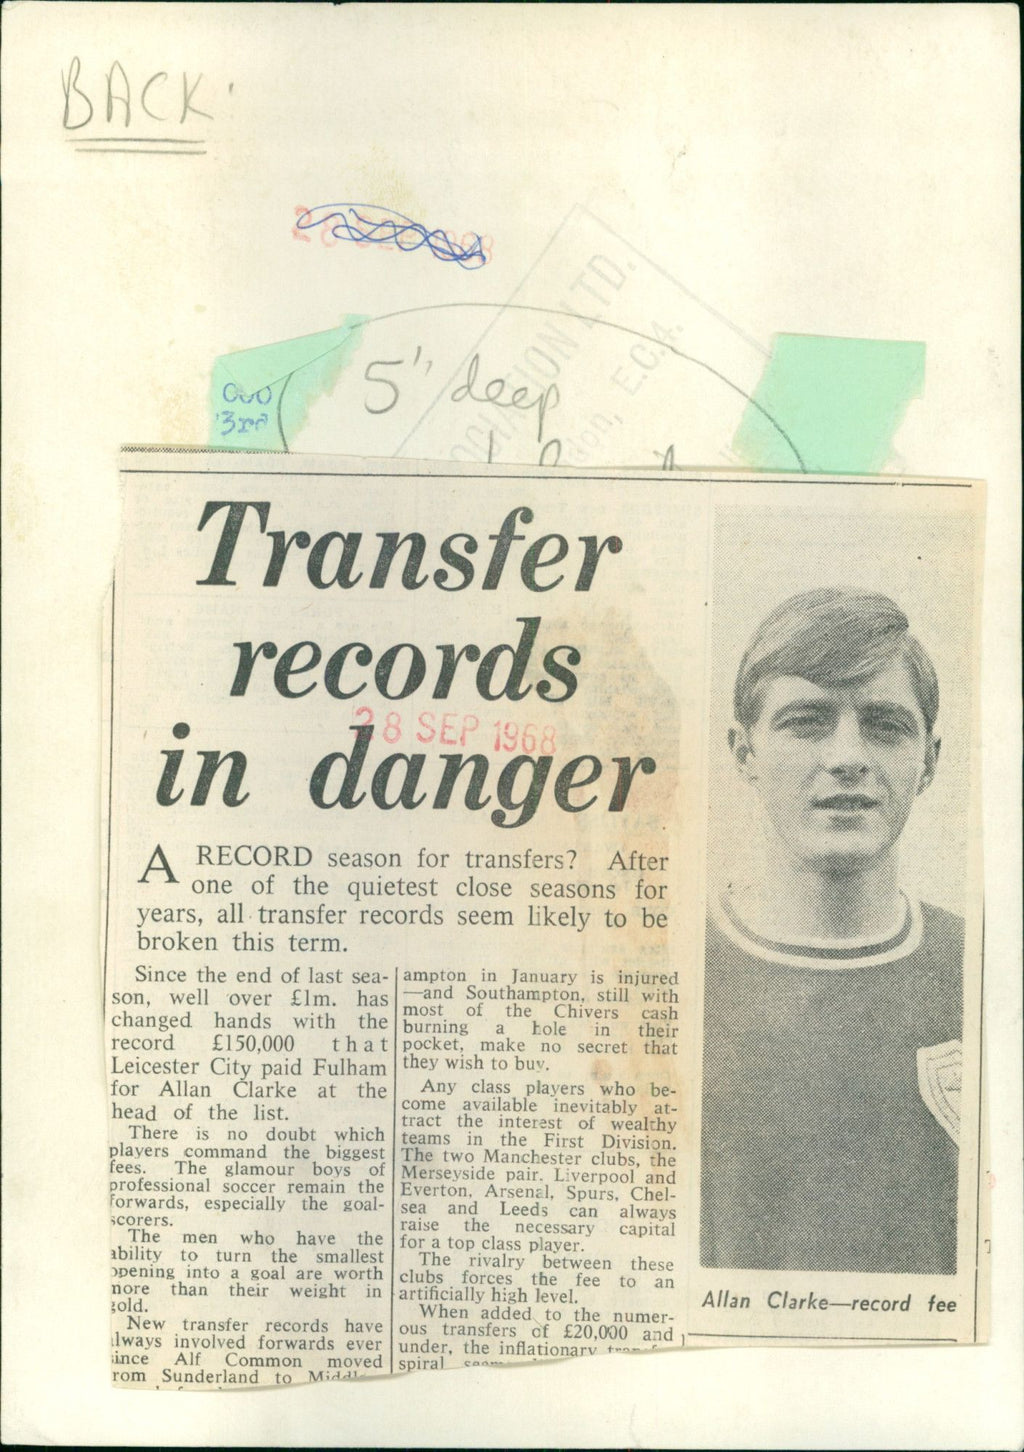 BACK.
28 SEP 1968
OCIATION LTD.
don, E.C.4.
5" deep
3rd
Transfer
records
in danger
28 SEP 1968
A RECORD season for transfers? After
one of the quietest close seasons for
years, all transfer records seem likely to be
broken this term.
Since the end of last sea-
son, well over £1m. has
changed hands with the
record £150,000 that
Leicester City paid Fulham
for Allan Clarke at the
head of the list.
There is no doubt which
players command the biggest
fees. The glamour boys of
professional soccer remain the
forwards, especially the goal-
scorers.
The men who have the
ability to turn the smallest
opening into a goal are worth
more than their weight in
gold.
New transfer records have
always involved forwards ever
since Alf Common moved
from Sunderland to
ampton in January is injured
—and Southampton, still with
most of the Chivers cash
burning a hole in their
pocket, make no secret that
they wish to buy.
Any class players who be-
come available inevitably at-
tract the interest of wealthy
teams in the First Division.
The two Manchester clubs, the
Merseyside pair, Liverpool and
Everton, Arsenal, Spurs, Chel-
sea and Leeds can always
raise the necessary capital
for a top class player.
The rivalry between these
clubs forces the fee to an
artificially high level.
When added to the numer-
ous transfers of £20,000 and
under, the inflationary
spiral
Allan Clarke—record fee